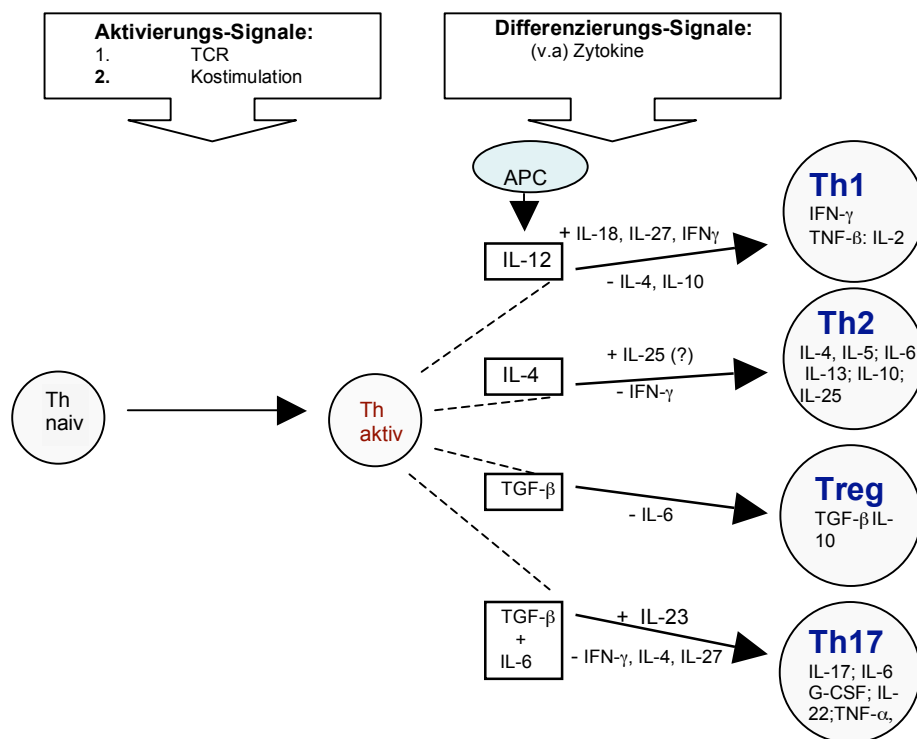 Aktivierungs-Signale:
1. TCR
2. Kostimulation
Differenzierungs-Signale:
(v.a) Zytokine
APC
IL-12
+ IL-18, IL-27, IFNγ
- IL-4, IL-10
Th1
IFN-γ
TNF-ß: IL-2
Th
naiv
Th
aktiv
IL-4
+ IL-25 (?)
- IFN-γ
Th2
IL-4, IL-5; IL-6
IL-13; IL-10;
IL-25
TGF-β
- IL-6
Treg
TGF-β IL-
10
TGF-β
+
IL-6
+ IL-23
- IFN-γ, IL-4, IL-27
Th17
IL-17; IL-6
G-CSF; IL-
22;TNF-α,